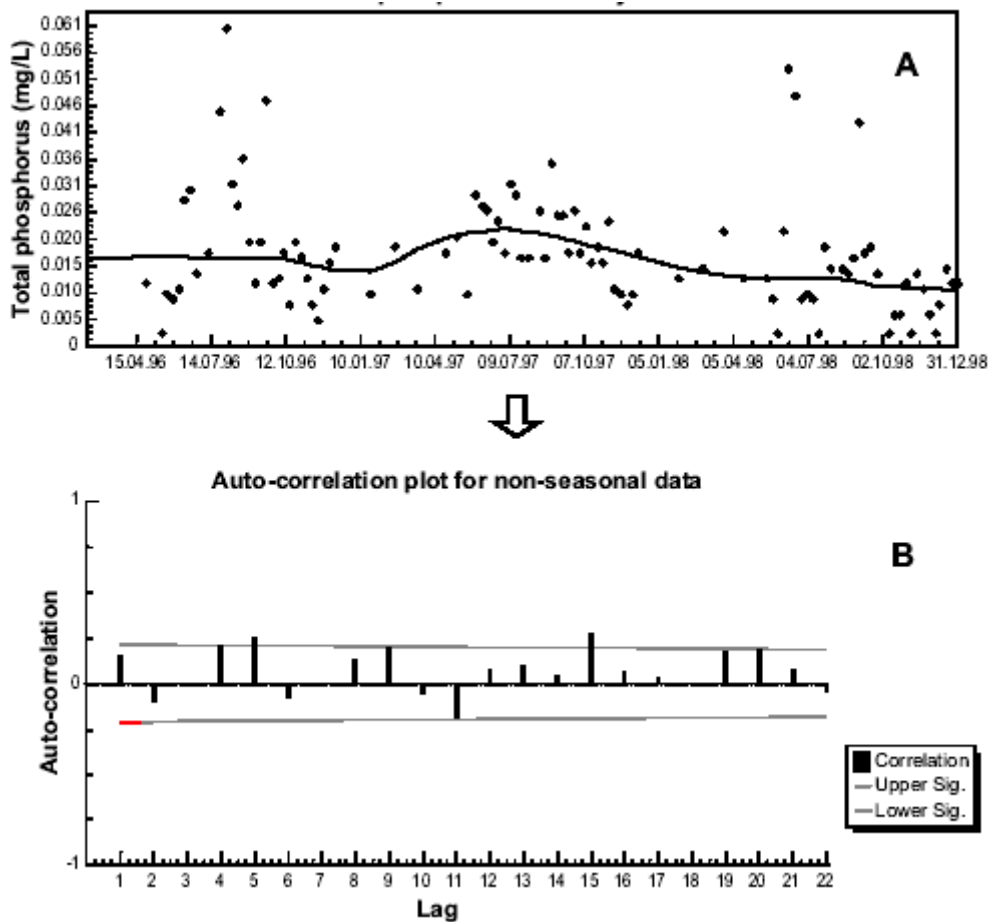 A
Total phosphorus (mg/L)
0.061
0.056
0.051
0.046
0.041
0.036
0.031
0.026
0.020
0.015
0.010
0.005
0
15.04.96 14.07.96 12.10.96 10.01.97 10.04.97 09.07.97 07.10.97 05.01.98 05.04.98 04.07.98 02.10.98 31.12.98
Auto-correlation plot for non-seasonal data
B
Auto-correlation
1
0
-1
1 2 3 4 5 6 7 8 9 10 11 12 13 14 15 16 17 18 19 20 21 22
Lag
Correlation
Upper Sig.
Lower Sig.